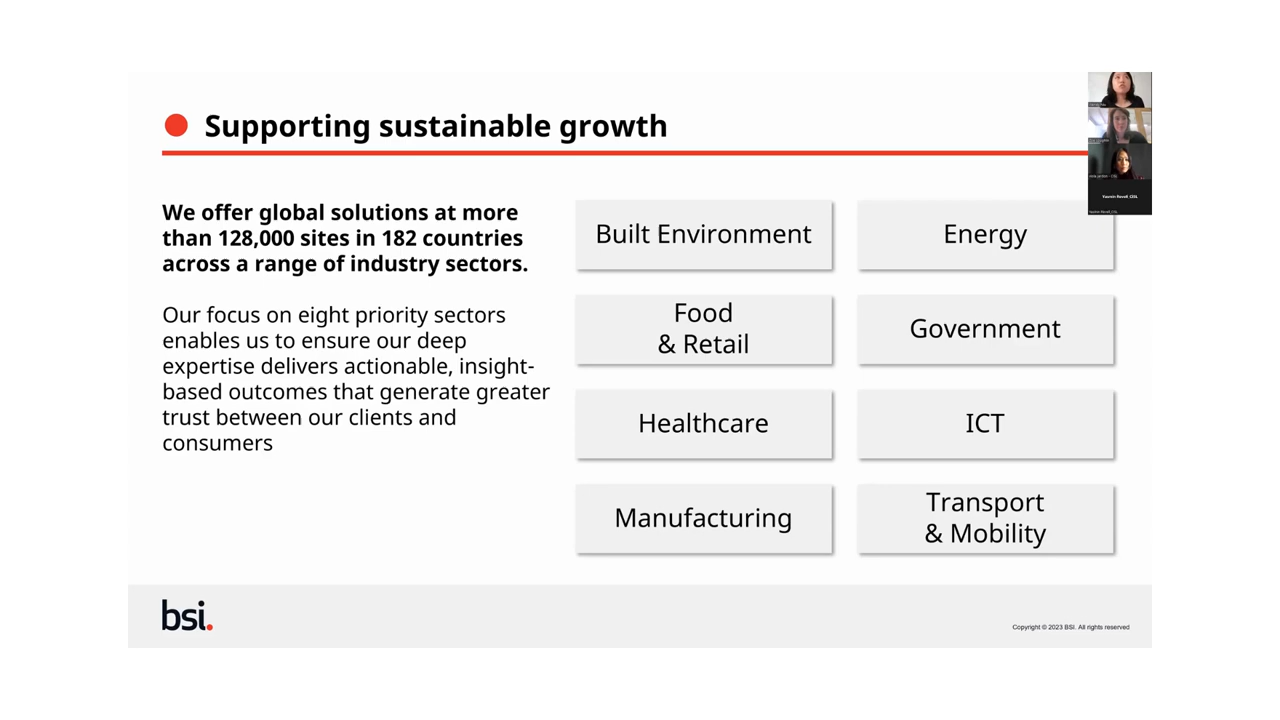 Supporting sustainable growth
We offer global solutions at more
than 128,000 sites in 182 countries
across a range of industry sectors.
Our focus on eight priority sectors
enables us to ensure our deep
expertise delivers actionable, insight-
based outcomes that generate greater
trust between our clients and
consumers
Built Environment
Energy
Food
& Retail
Government
Healthcare
ICT
Manufacturing
Transport
& Mobility
bsi.
Copyright © 2023 BSI. All rights reserved